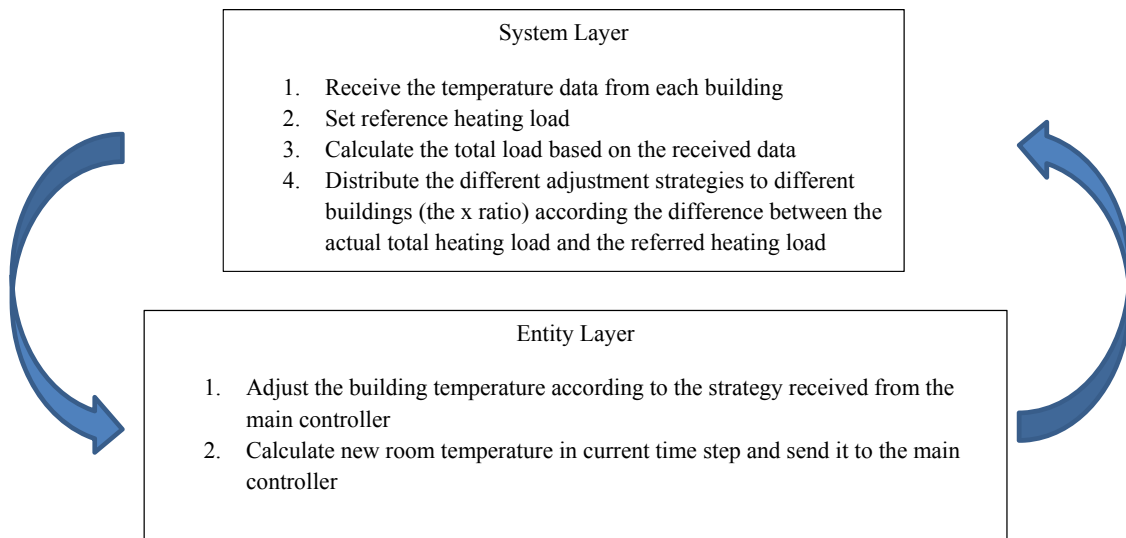 System Layer
1. Receive the temperature data from each building
2. Set reference heating load
3. Calculate the total load based on the received data
4. Distribute the different adjustment strategies to different
buildings (the x ratio) according the difference between the
actual total heating load and the referred heating load
Entity Layer
1. Adjust the building temperature according to the strategy received from the
main controller
2. Calculate new room temperature in current time step and send it to the main
controller